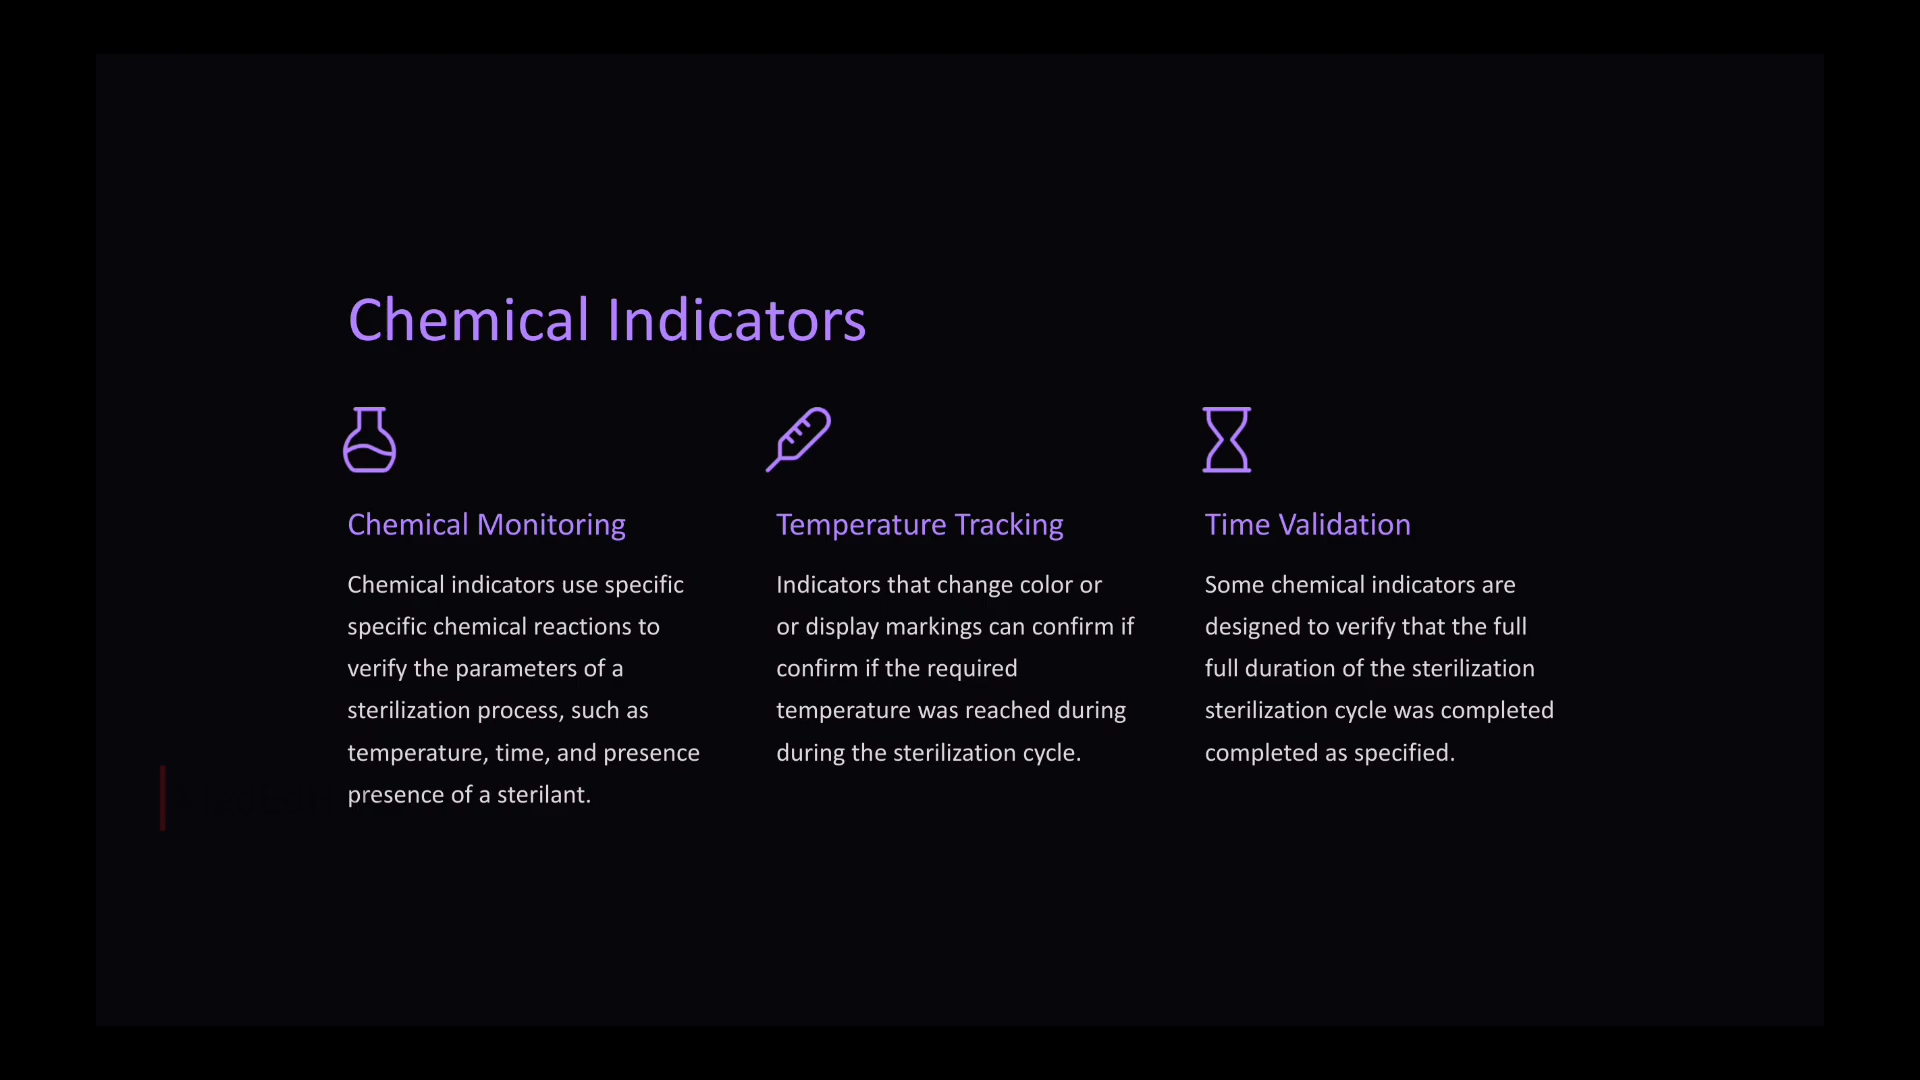 Chemical Indicators
Chemical Monitoring
Chemical indicators use specific
specific chemical reactions to
verify the parameters of a
sterilization process, such as
temperature, time, and presence
presence of a sterilant.
Temperature Tracking
Indicators that change color or
or display markings can confirm if
confirm if the required
temperature was reached during
during the sterilization cycle.
Time Validation
Some chemical indicators are
designed to verify that the full
full duration of the sterilization
sterilization cycle was completed
completed as specified.